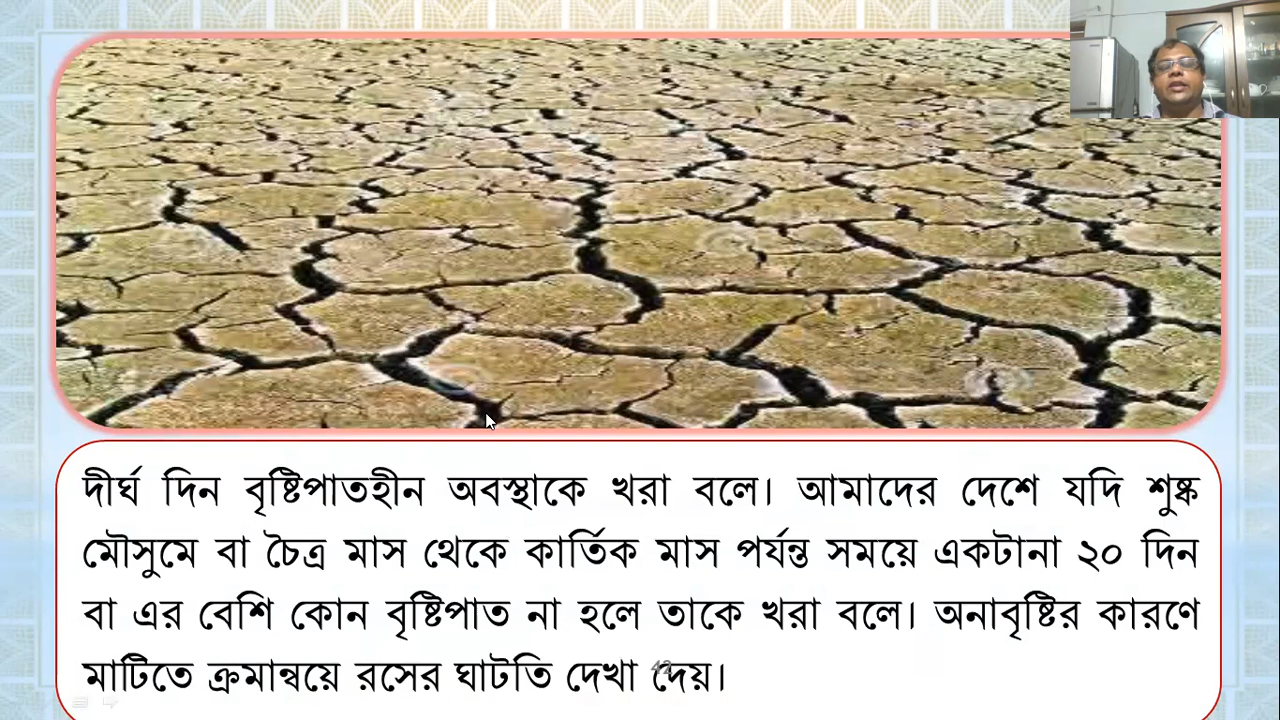 দীর্ঘ দিন বৃষ্টিপাতহীন অবস্থাকে খরা বলে। আমাদের দেশে যদি শুষ্ক
মৌসুমে বা চৈত্র মাস থেকে কার্তিক মাস পর্যন্ত সময়ে একটানা ২০ দিন
বা এর বেশি কোন বৃষ্টিপাত না হলে তাকে খরা বলে। অনাবৃষ্টির কারণে
মাটিতে ক্রমান্বয়ে রসের ঘাটতি দেখা দেয়।
42